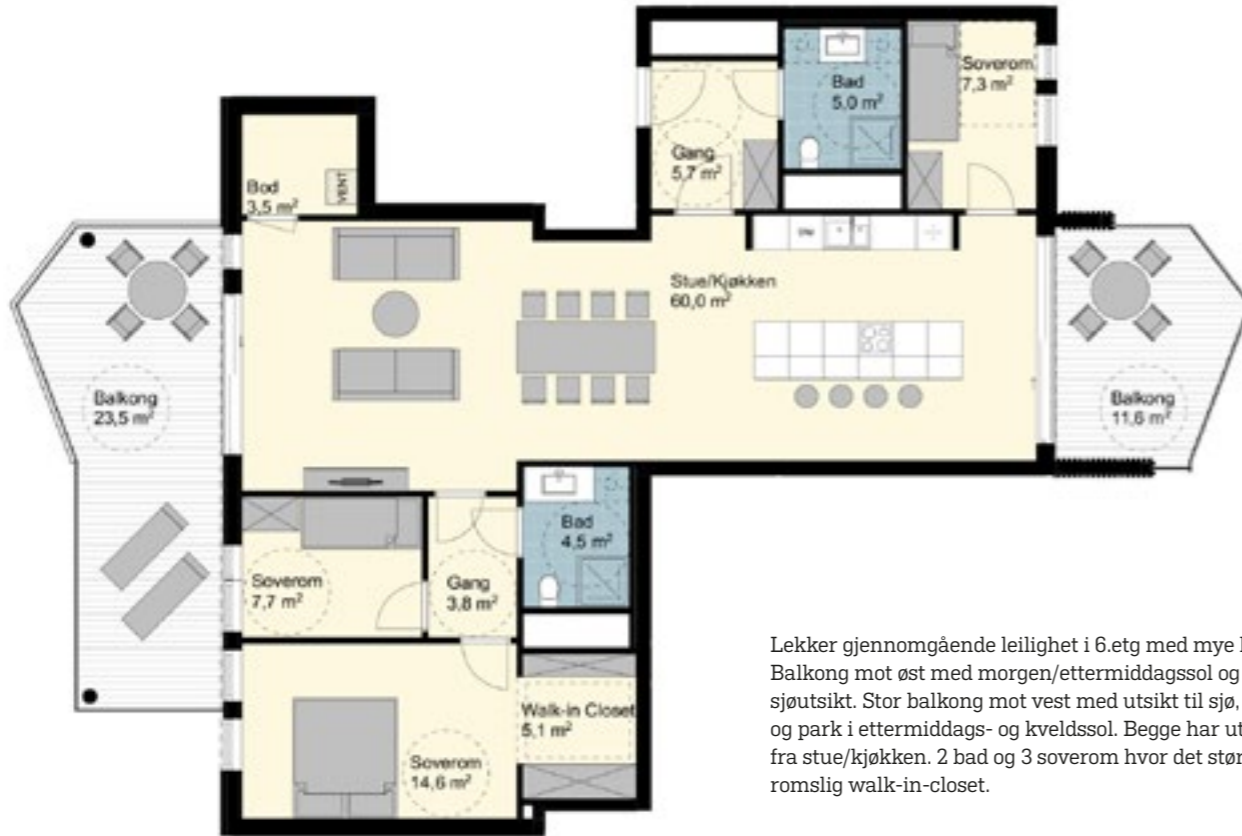 Soverom
7,3 m²
Bad
5,0 m²
Gang
5,7 m²
Bod
3,5 m²
VENT
Stue/Kjøkken
60,0 m²
Balkong
23,5 m²
Balkong
11,6 m²
Bad
4,5 m²
Soverom
7,7 m²
Gang
3,8 m²
Walk-in Closet
5,1 m²
Soverom
14,6 m²
Lekker gjennomgående leilighet i 6.etg med mye
Balkong mot øst med morgen/ettermiddagssol og
sjøutsikt. Stor balkong mot vest med utsikt til sjø,
og park i ettermiddags- og kveldssol. Begge har
fra stue/kjøkken. 2 bad og 3 soverom hvor det
romslig walk-in-closet.